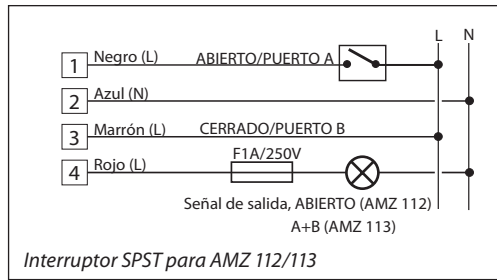 L N
1 Negro (L) ABIERTO/PUERTO A
2 Azul (N)
3 Marrón (L) CERRADO/PUERTO B
4 Rojo (L) F1A/250V
Señal de salida, ABIERTO (AMZ 112)
A+B (AMZ 113)
Interruptor SPST para AMZ 112/113